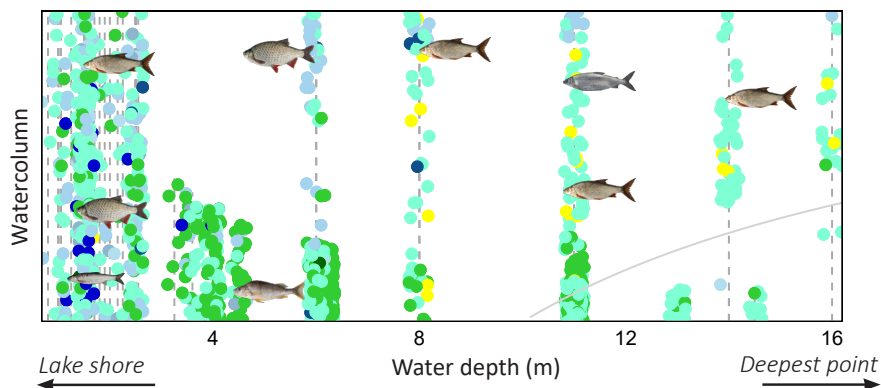 Watercolumn
4
8
12
16
Lake shore
Water depth (m)
Deepest point